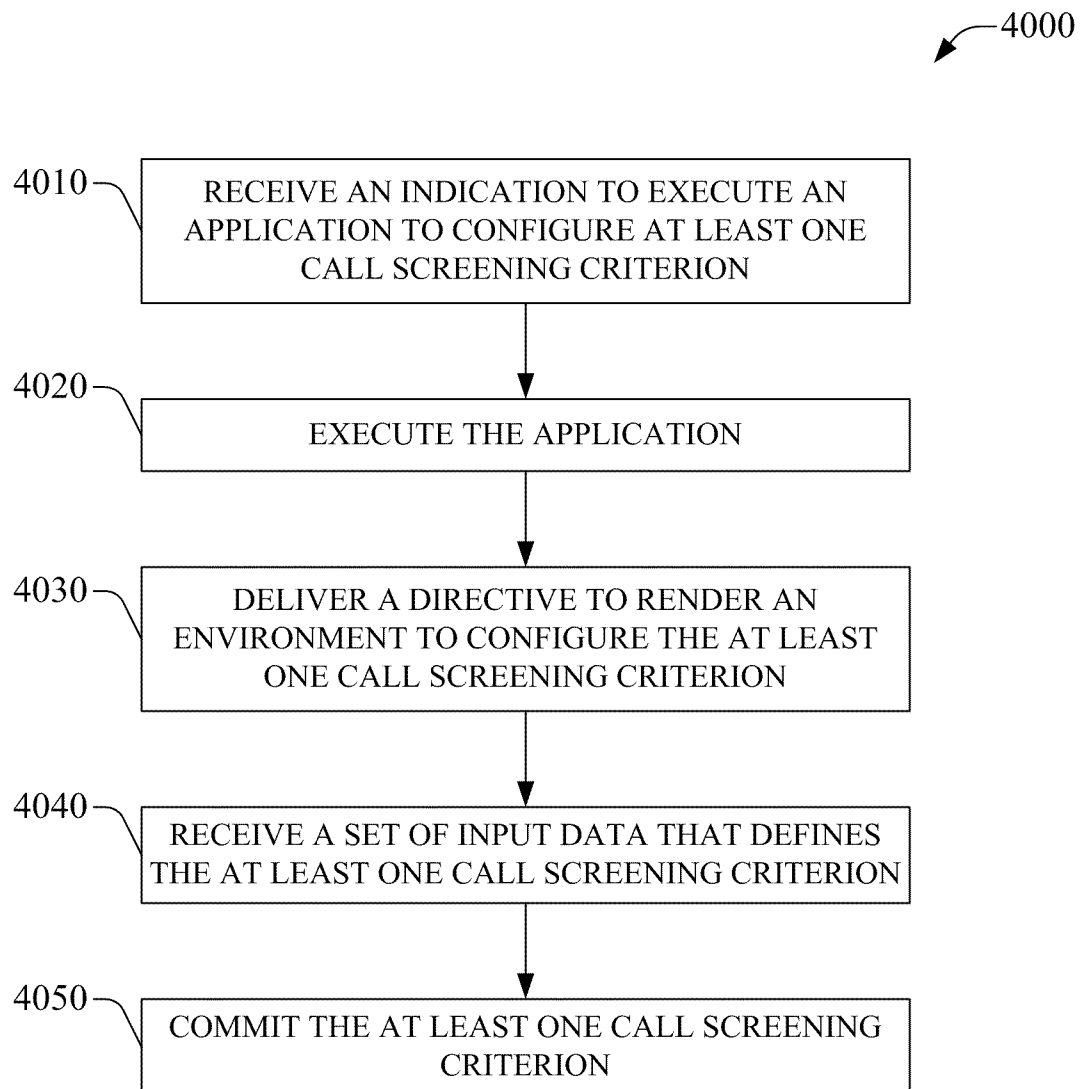 4000
4010
RECEIVE AN INDICATION TO EXECUTE AN
APPLICATION TO CONFIGURE AT LEAST ONE
CALL SCREENING CRITERION
4020
EXECUTE THE APPLICATION
4030
DELIVER A DIRECTIVE TO RENDER AN
ENVIRONMENT TO CONFIGURE THE AT LEAST
ONE CALL SCREENING CRITERION
4040
RECEIVE A SET OF INPUT DATA THAT DEFINES
THE AT LEAST ONE CALL SCREENING CRITERION
4050
COMMIT THE AT LEAST ONE CALL SCREENING
CRITERION